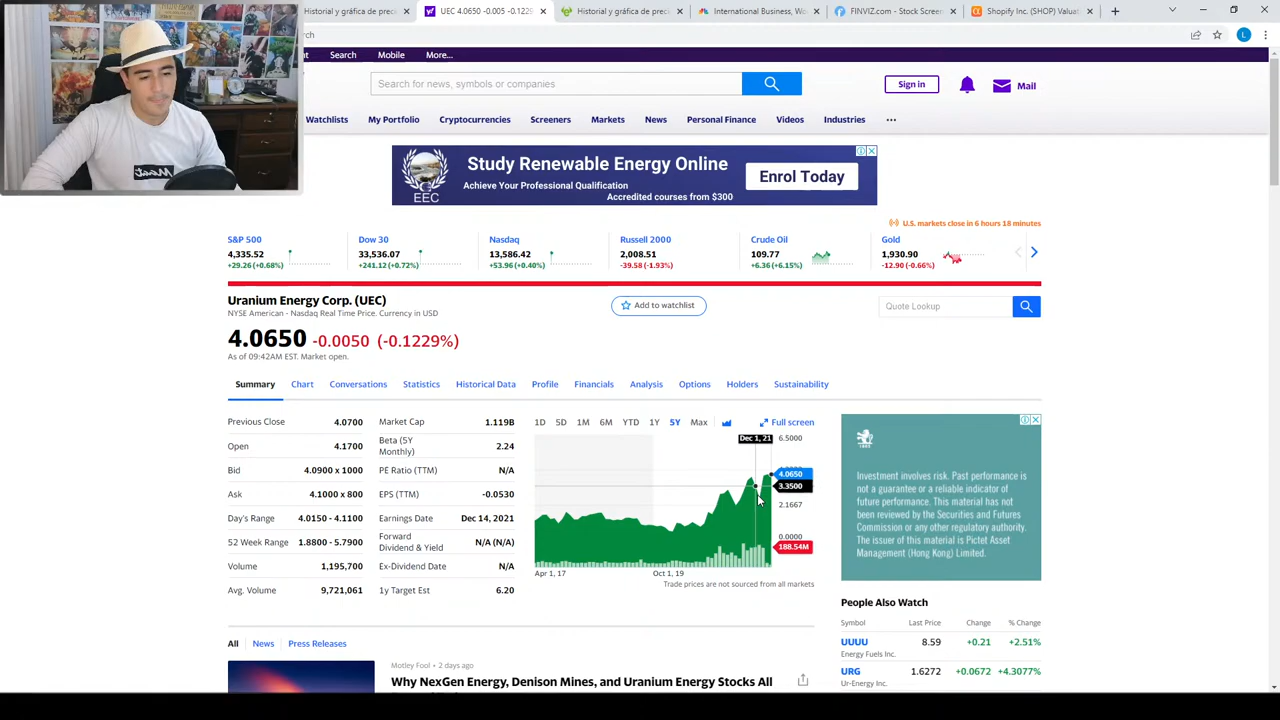 Historial y gráfica de prec
UEC 4.0650 -0.005 -0.1229
Historial y gráfica de prec
International Business, Wo
FINVIZ.com - Stock Screen
Shopify Inc. (SHOP) Valuat
rch
L
nt Search Mobile More...
Search for news, symbols or companies
Sign in
Mail
Watchlists My Portfolio Cryptocurrencies Screeners Markets News Personal Finance Videos Industries ...
EEC
Study Renewable Energy Online
Achieve Your Professional Qualification
Accredited courses from $300
Enrol Today
U.S. markets close in 6 hours 18 minutes
S&P 500 Dow 30 Nasdaq Russell 2000 Crude Oil Gold
4,335.52 33,536.07 13,586.42 2,008.51 109.77 1,930.90
+29.26 (+0.68%) +241.12 (+0.72%) +53.96 (+0.40%) -39.58 (-1.93%) +6.36 (+6.15%) -12.90 (-0.66%)
Uranium Energy Corp. (UEC)
NYSE American - Nasdaq Real Time Price. Currency in USD
Add to watchlist
Quote Lookup
4.0650 -0.0050 (-0.1229%)
As of 09:42AM EST. Market open.
Summary Chart Conversations Statistics Historical Data Profile Financials Analysis Options Holders Sustainability
Previous Close 4.0700
Open 4.1700
Bid 4.0900 x 1000
Ask 4.1000 x 800
Day's Range 4.0150 - 4.1100
52 Week Range 1.8800 - 5.7900
Volume 1,195,700
Avg. Volume 9,721,061
Market Cap 1.119B
Beta (5Y
Monthly) 2.24
PE Ratio (TTM) N/A
EPS (TTM) -0.0530
Earnings Date Dec 14, 2021
Forward
Dividend & Yield N/A (N/A)
Ex-Dividend Date N/A
1y Target Est 6.20
1D 5D 1M 6M YTD 1Y 5Y Max
Full screen
Dec 1, 21
6.5000
4.0650
3.3500
2.1667
0.0000
188.54M
Apr 1, 17 Oct 1, 19
Trade prices are not sourced from all markets
Investment involves risk. Past performance is
not a guarantee or a reliable indicator of
future performance. This material has not
been reviewed by the Securities and Futures
Commission or any other regulatory authority.
The issuer of this material is Pictet Asset
Management (Hong Kong) Limited.
People Also Watch
Symbol Last Price Change % Change
UUUU 8.59 +0.21 +2.51%
Energy Fuels Inc.
URG 1.6272 +0.0672 +4.3077%
Ur-Energy Inc.
All News Press Releases
Motley Fool • 2 days ago
Why NexGen Energy, Denison Mines, and Uranium Energy Stocks All